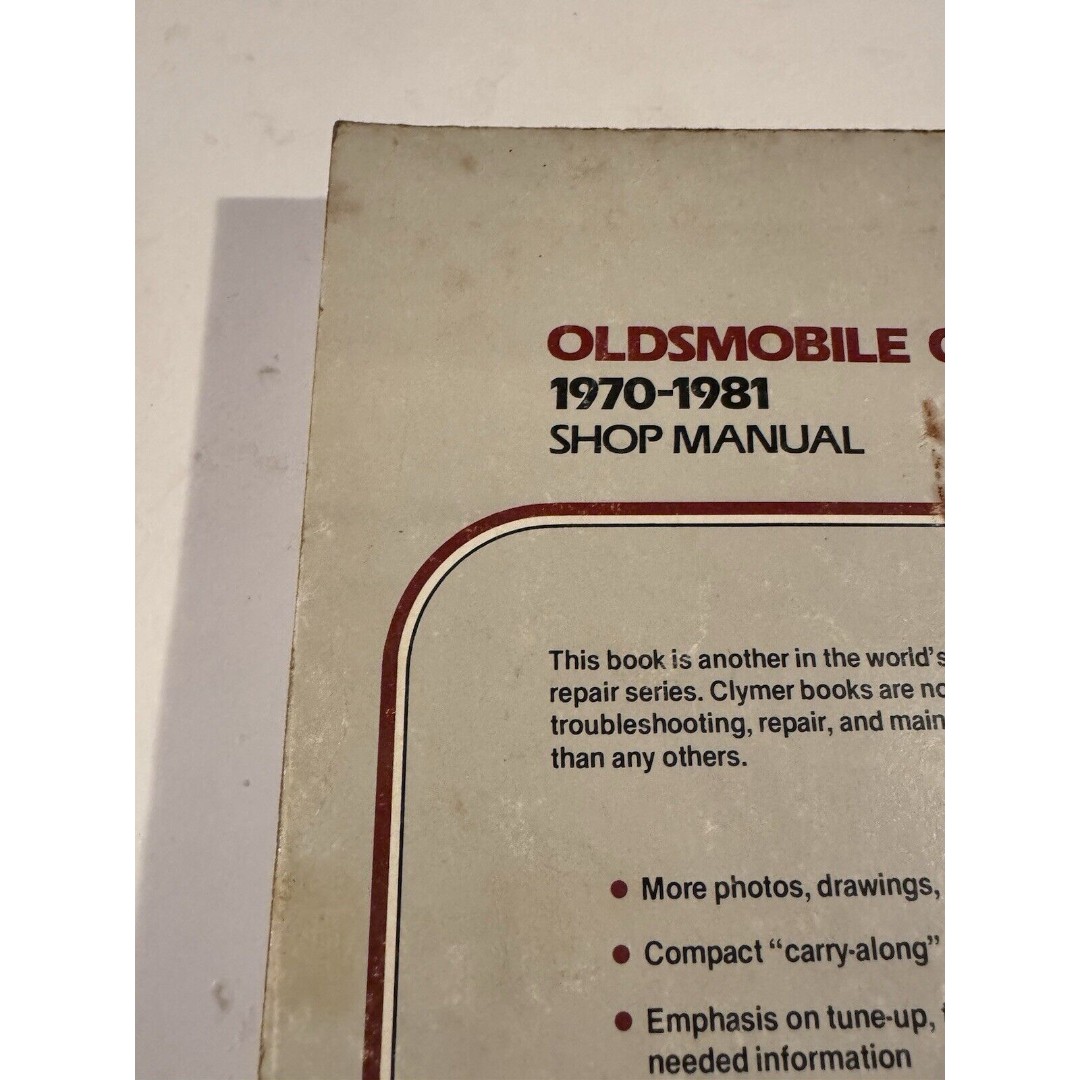 OLDSMOBILE
1970-1981
SHOP MANUAL
This book is another in the world's
repair series. Clymer books are
troubleshooting, repair, and
than any others.
● More photos, drawings,
● Compact “carry-along”
● Emphasis on tune-up,
needed information